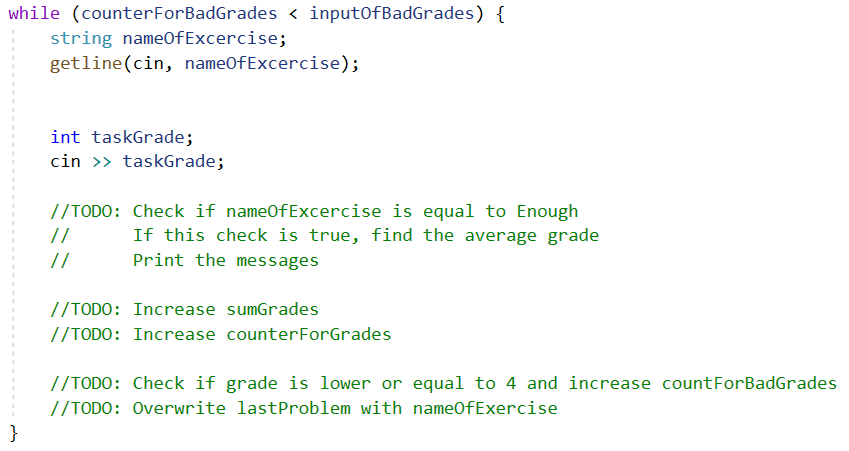 while (counterForBadGrades < inputOfBadGrades) {
string nameOfExcercise;
getline(cin, nameOfExcercise);
int taskGrade;
cin >> taskGrade;
//TODO: Check if nameOfExcercise is equal to Enough
//      If this check is true, find the average grade
//      Print the messages
//TODO: Increase sumGrades
//TODO: Increase counterForGrades
//TODO: Check if grade is lower or equal to 4 and increase countForBadGrades
//TODO: Overwrite lastProblem with nameOfExercise
}